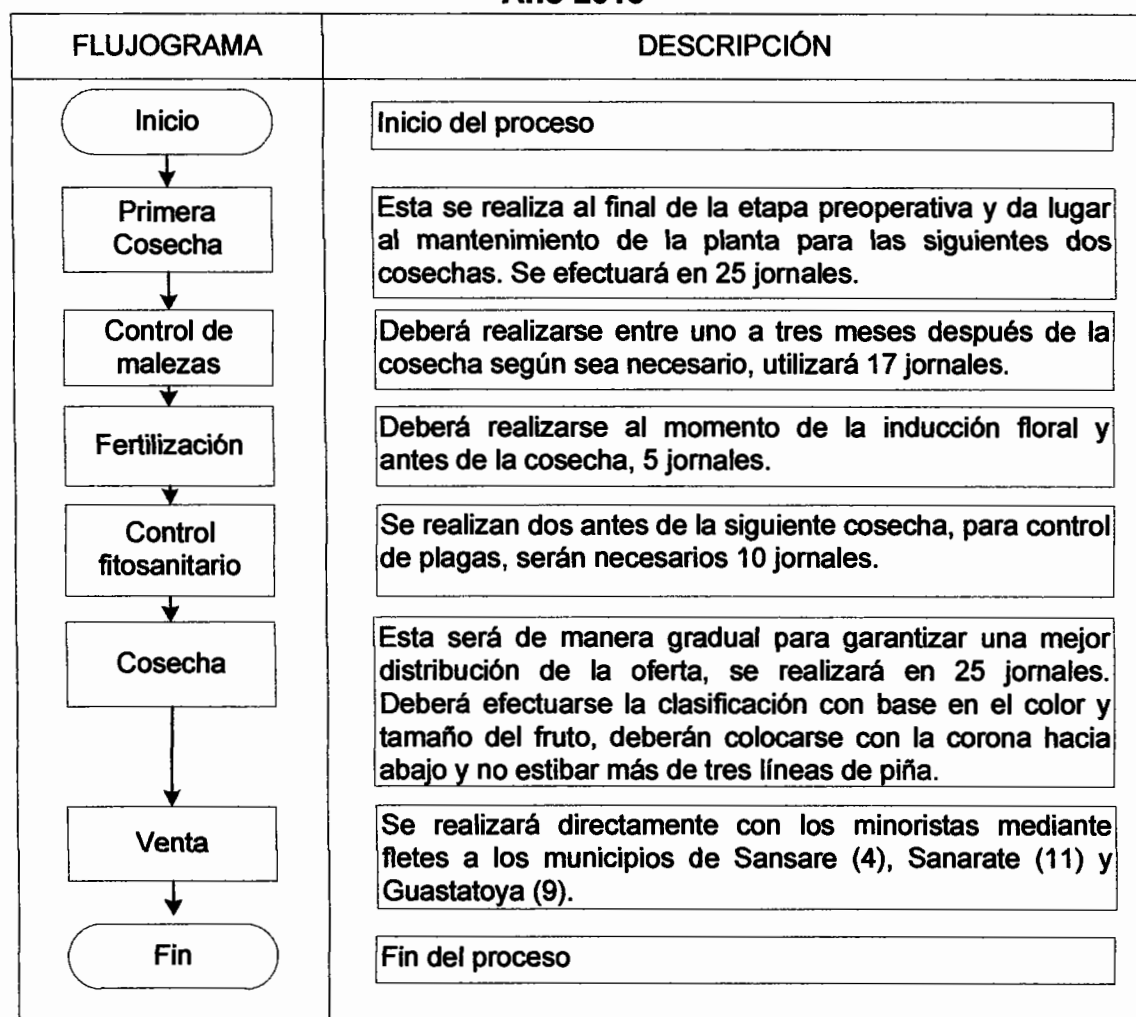 FLUJOGRAMA
DESCRIPCIÓN
Inicio
Inicio del proceso
Primera
Cosecha
Esta se realiza al final de la etapa preoperativa y da lugar
al mantenimiento de la planta para las siguientes dos
cosechas. Se efectuará en 25 jornales.
Control de
malezas
Deberá realizarse entre uno a tres meses después de la
cosecha según sea necesario, utilizará 17 jornales.
Fertilización
Deberá realizarse al momento de la inducción floral y
antes de la cosecha, 5 jornales.
Control
fitosanitario
Se realizan dos antes de la siguiente cosecha, para control
de plagas, serán necesarios 10 jornales.
Cosecha
Esta será de manera gradual para garantizar una mejor
distribución de la oferta, se realizará en 25 jornales.
Deberá efectuarse la clasificación con base en el color y
tamaño del fruto, deberán colocarse con la corona hacia
abajo y no estibar más de tres líneas de piña.
Venta
Se realizará directamente con los minoristas mediante
fletes a los municipios de Sansare (4), Sanarate (11) y
Guastatoya (9).
Fin
Fin del proceso